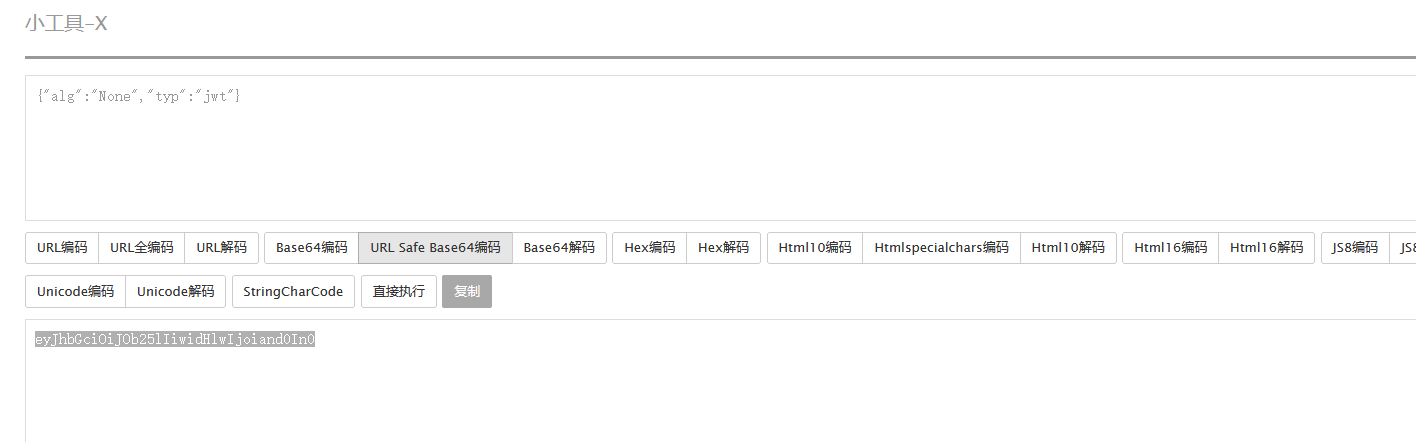 小工具-X
{"alg":"None","typ":"jwt"}
URL编码 URL全编码 URL解码 Base64编码 URL Safe Base64编码 Base64解码 Hex编码 Hex解码 Html10编码 Htmlspecialchars编码 Html10解码 Html16编码 Html16解码 JS8编码 JS8
Unicode编码 Unicode解码 StringCharCode 直接执行 复制
eyJhbGciOiJOb25lIiwidHlwIjoiand0In0